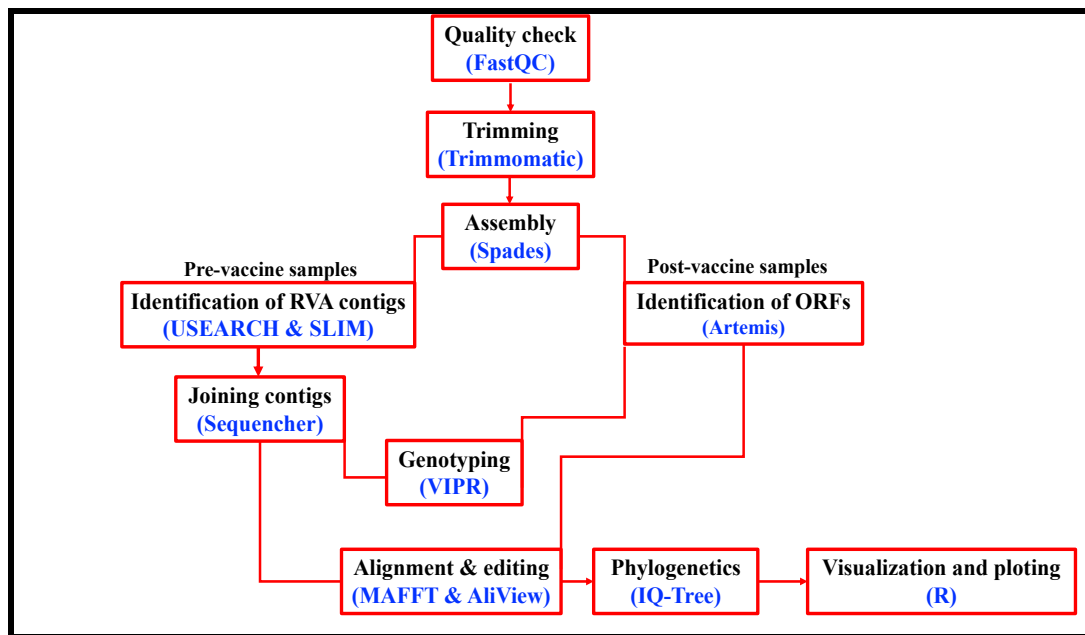 Quality check
(FastQC)
Trimming
(Trimmomatic)
Assembly
(Spades)
Pre-vaccine samples
Identification of RVA contigs
(USEARCH & SLIM)
Post-vaccine samples
Identification of ORFs
(Artemis)
Joining contigs
(Sequencher)
Genotyping
(VIPR)
Alignment & editing
(MAFFT & AliView)
Phylogenetics
(IQ-Tree)
Visualization and ploting
(R)